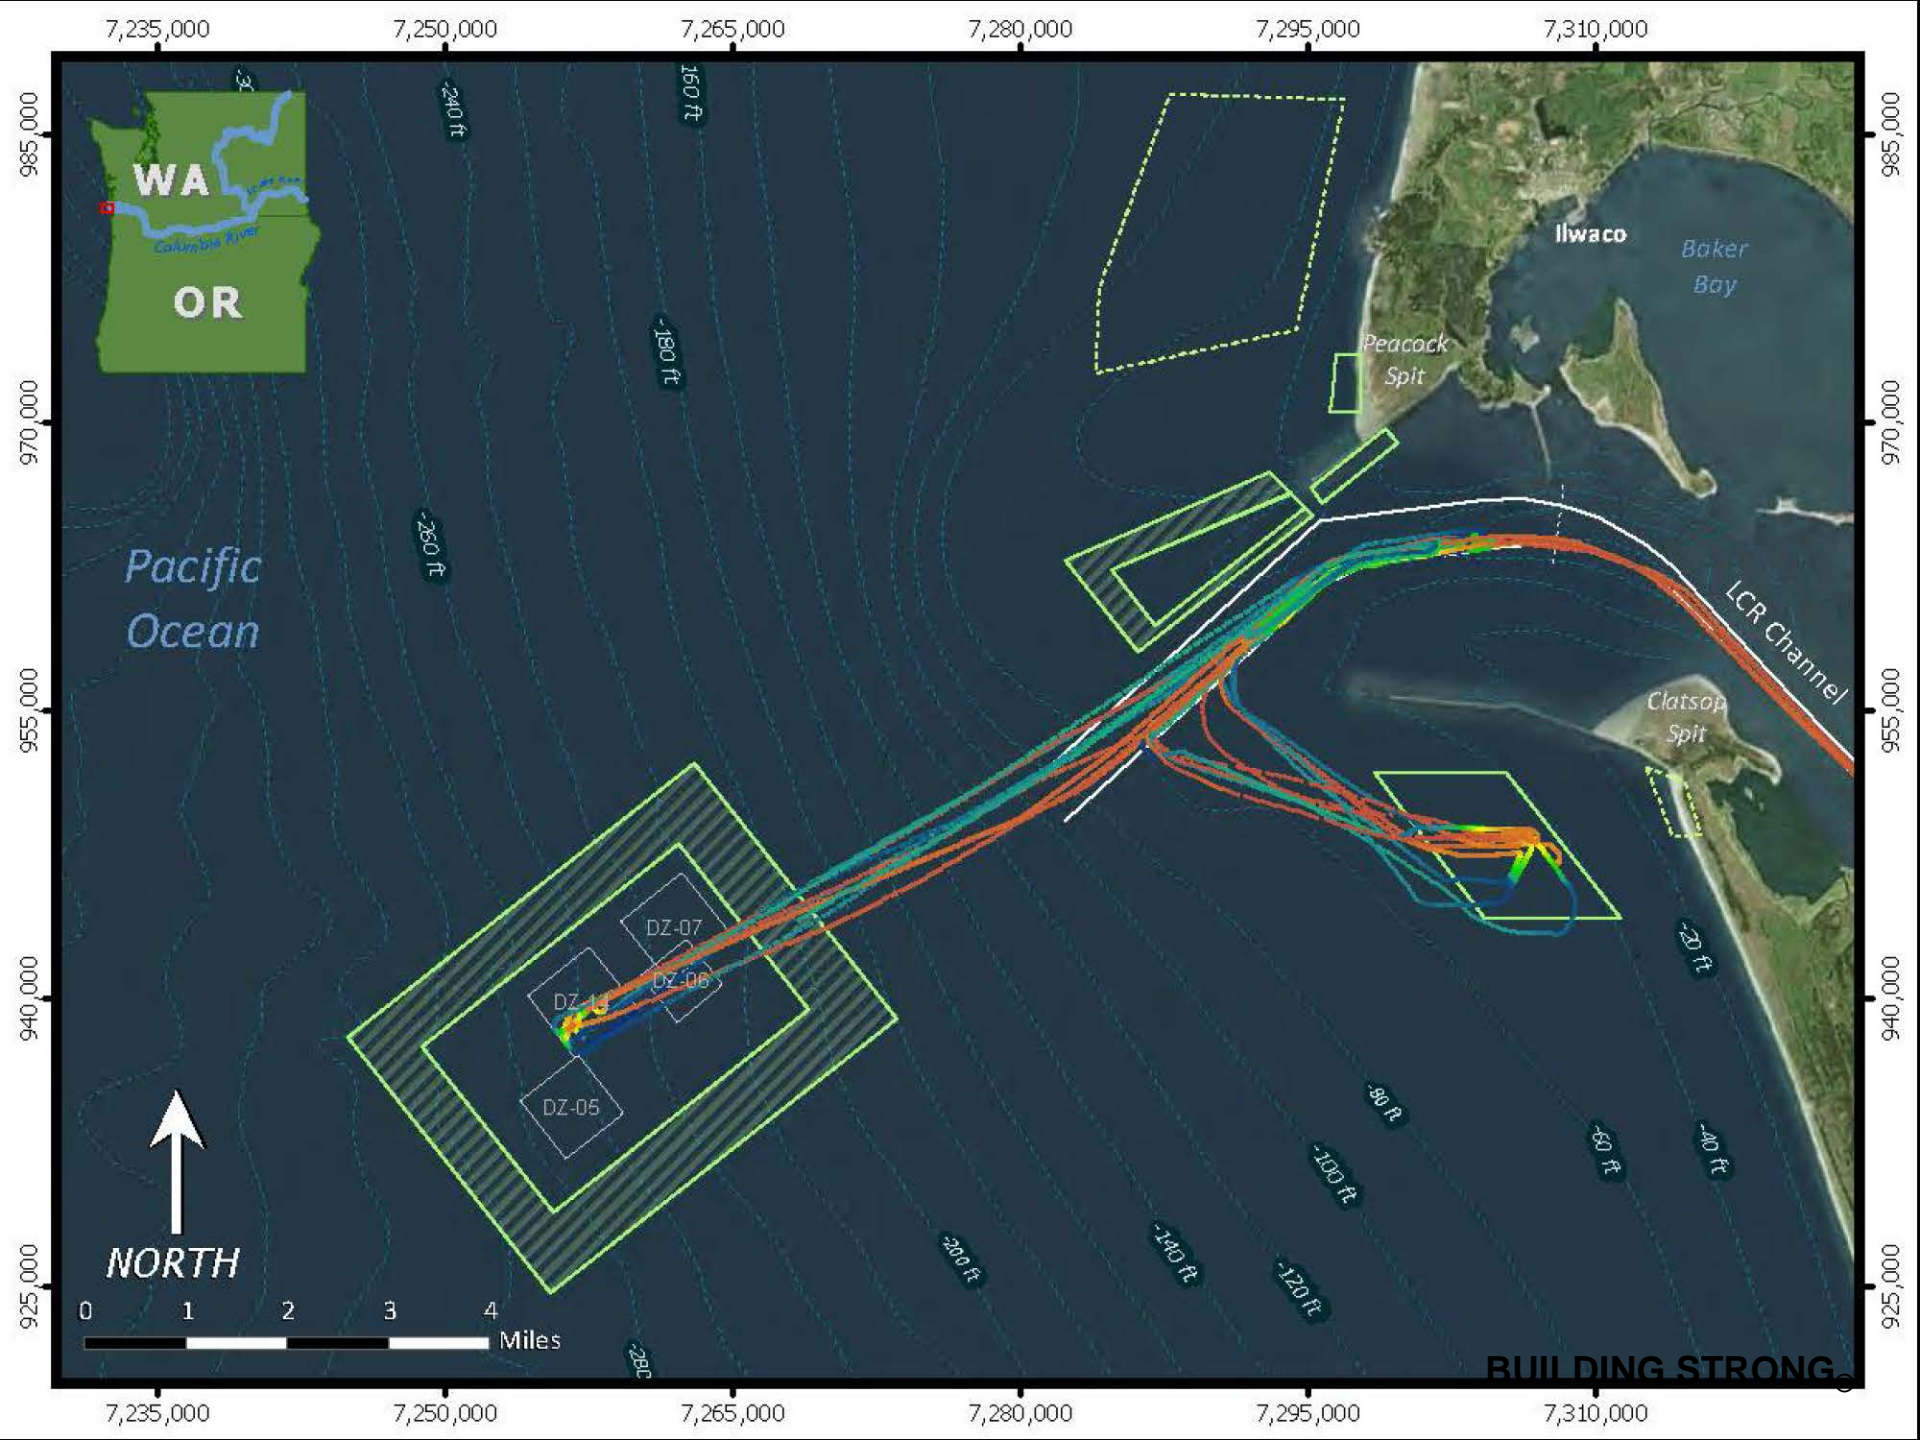 7,235,000 7,250,000 7,265,000 7,280,000 7,295,000 7,310,000
985,000
970,000
955,000
940,000
925,000
985,000
970,000
955,000
940,000
925,000
-240 ft
160 ft
WA
Columbia River
OR
-180 ft
-260 ft
Pacific
Ocean
Ilwaco
Baker
Bay
Peacock
Spit
LCR Channel
Clatsop
Spit
DZ-07
DZ-06
DZ-14
DZ-05
-20 ft
-40 ft
-60 ft
-80 ft
-100 ft
-120 ft
-140 ft
-200 ft
NORTH
0 1 2 3 4
Miles
BUILDING STRONG®
7,235,000 7,250,000 7,265,000 7,280,000 7,295,000 7,310,000